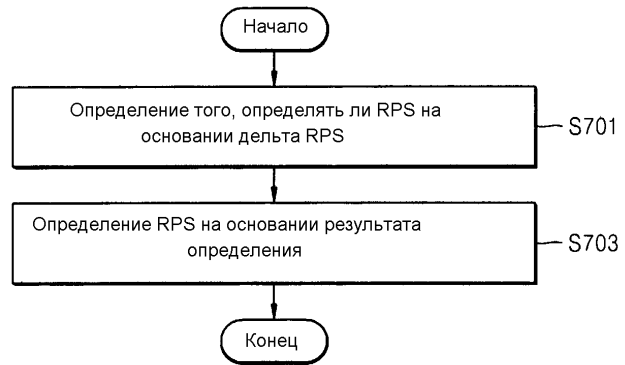 Начало
Определение того, определять ли RPS на
основании дельта RPS
S701
Определение RPS на основании результата
определения
S703
Конец